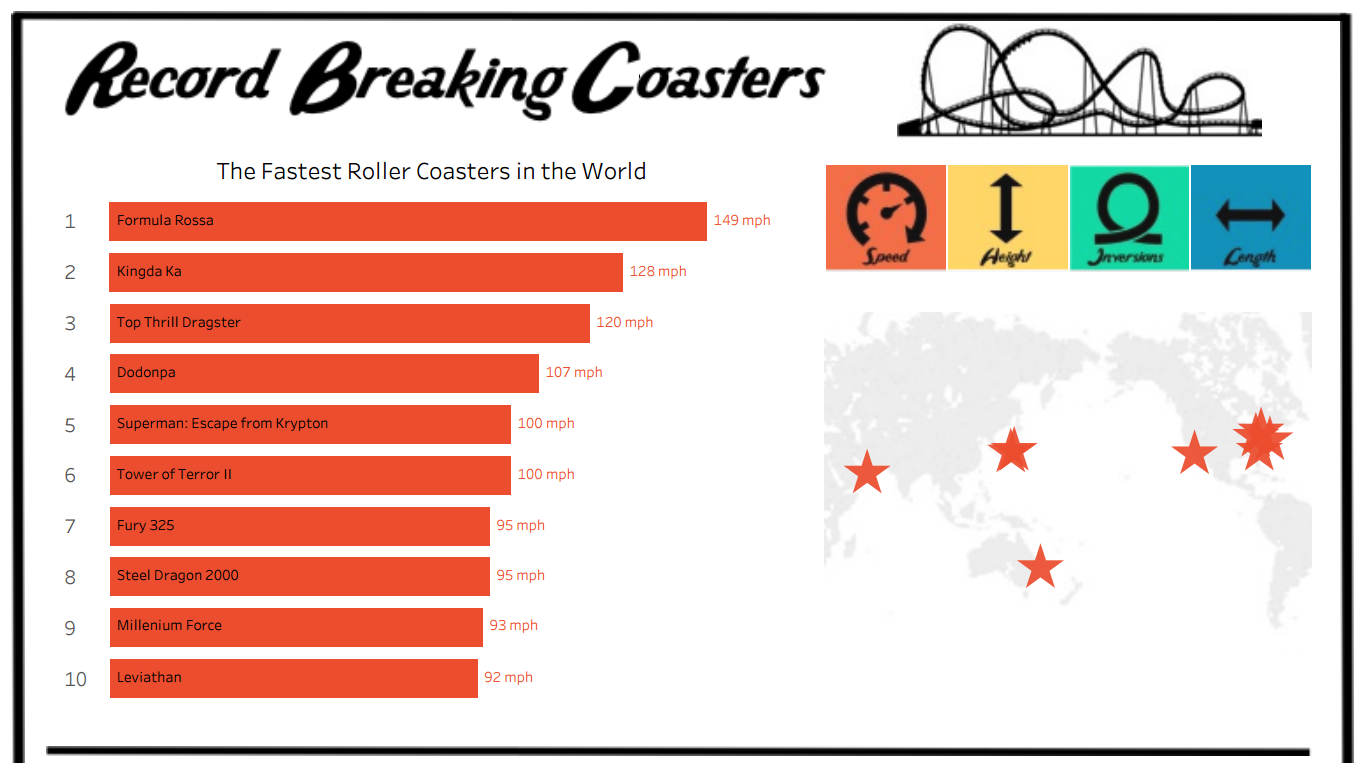 Record Breaking Coasters
The Fastest Roller Coasters in the World
1 Formula Rossa 149 mph
2 Kingda Ka 128 mph
3 Top Thrill Dragster 120 mph
4 Dodonpa 107 mph
5 Superman: Escape from Krypton 100 mph
6 Tower of Terror II 100 mph
7 Fury 325 95 mph
8 Steel Dragon 2000 95 mph
9 Millenium Force 93 mph
10 Leviathan 92 mph
Speed Height Inversions Length